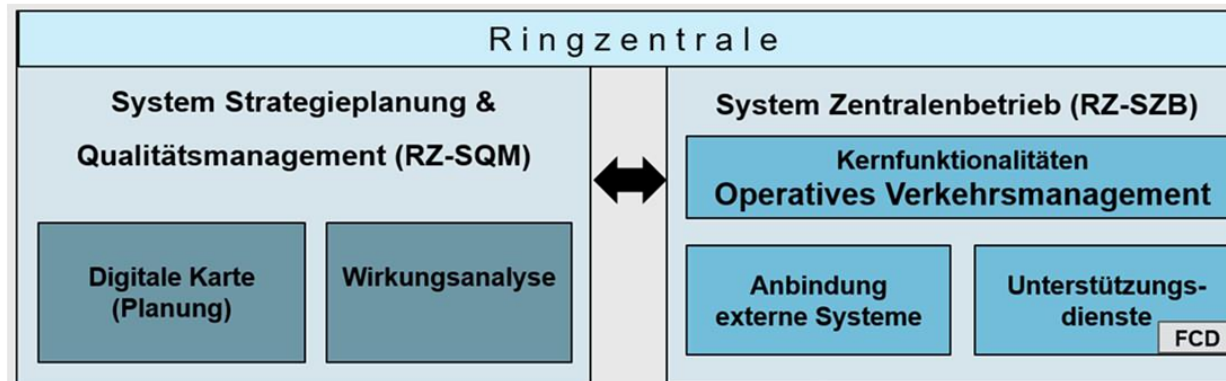 Ringzentrale
System Strategieplanung &
Qualitätsmanagement (RZ-SQM)
Digitale Karte
(Planung)
Wirkungsanalyse
System Zentralenbetrieb (RZ-SZB)
Kernfunktionalitäten
Operatives Verkehrsmanagement
Anbindung
externe Systeme
Unterstützungs-
dienste
FCD